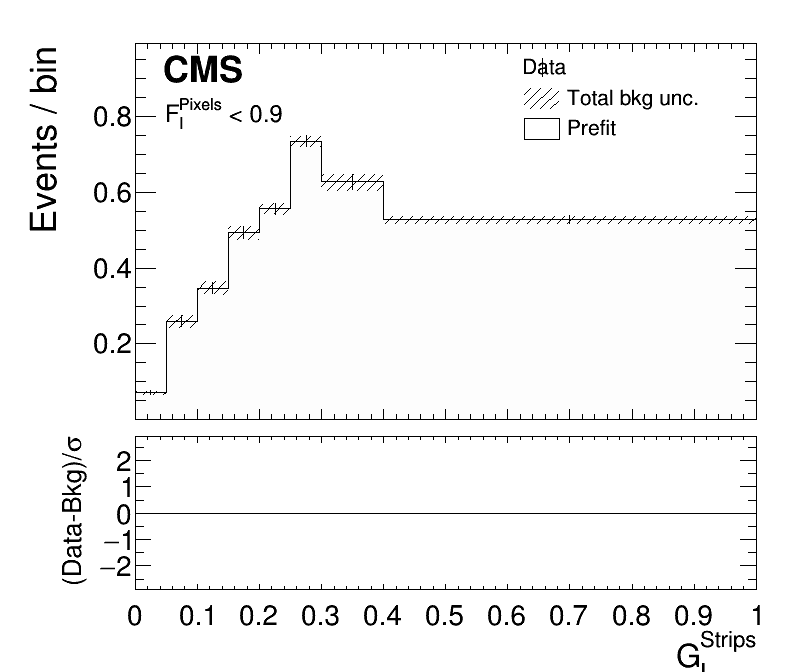 CMS
F_I^Pixels < 0.9
Data
Total bkg unc.
Prefit
Events / bin
0.8
0.6
0.4
0.2
(Data-Bkg)/σ
2
1
0
−1
−2
0 0.1 0.2 0.3 0.4 0.5 0.6 0.7 0.8 0.9 1
G_I^Strips